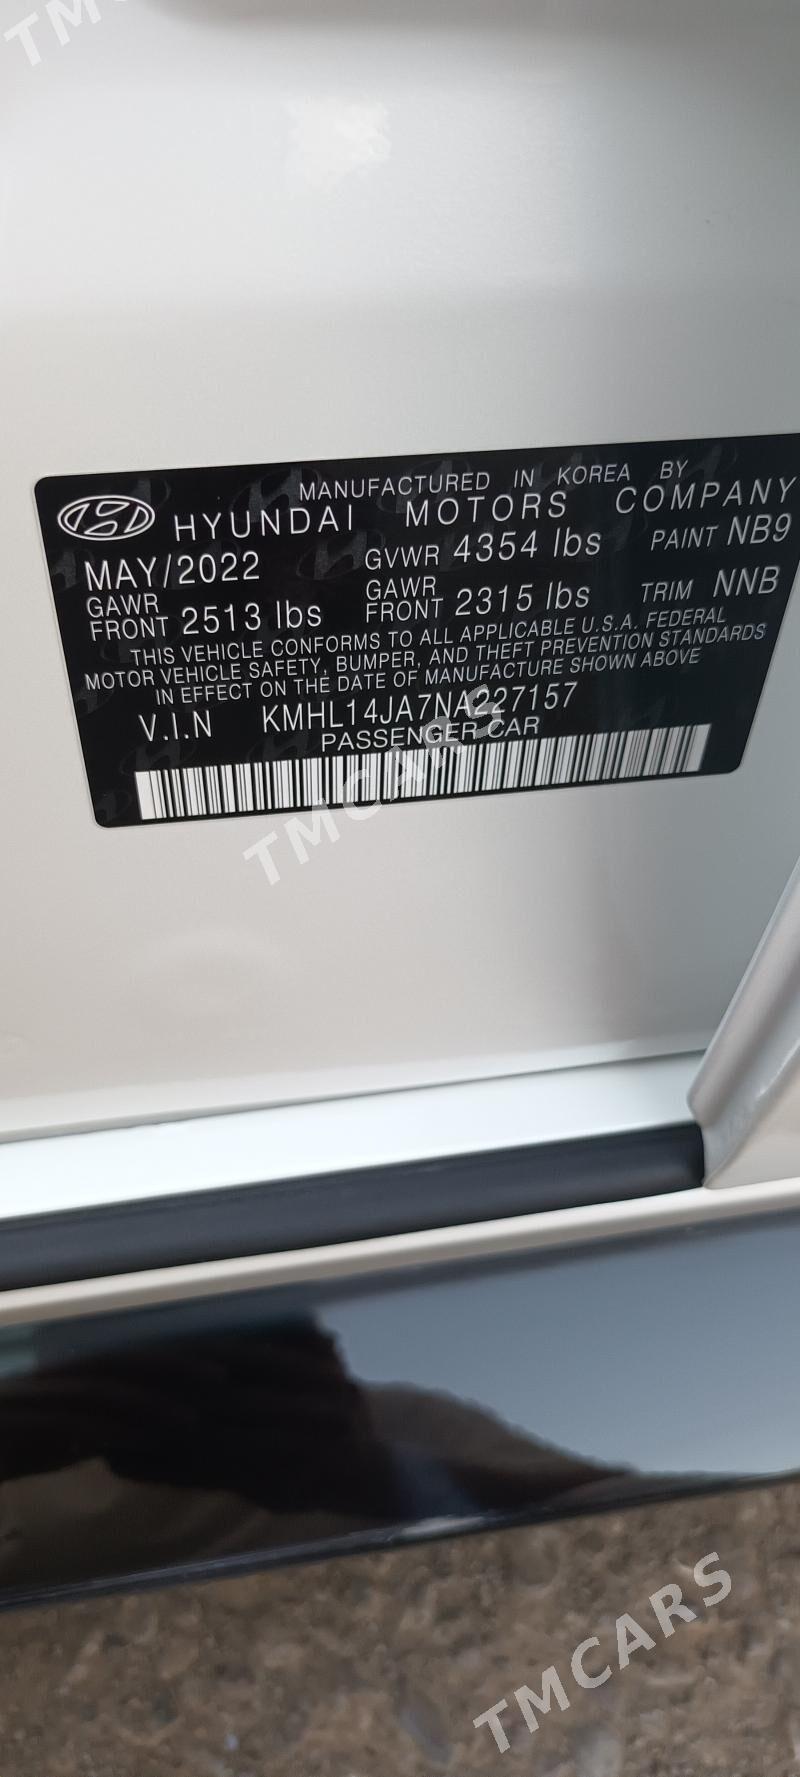 TMCARS
MANUFACTURED IN KOREA BY
HYUNDAI MOTORS COMPANY
MAY/2022 GVWR 4354 lbs PAINT NB9
GAWR FRONT 2513 lbs GAWR FRONT 2315 lbs TRIM NNB
THIS VEHICLE CONFORMS TO ALL APPLICABLE U.S.A. FEDERAL
MOTOR VEHICLE SAFETY, BUMPER, AND THEFT PREVENTION STANDARDS
IN EFFECT ON THE DATE OF MANUFACTURE SHOWN ABOVE
V.I.N KMHL14JA7NA227157
PASSENGER CAR
TMCARS
TMCARS